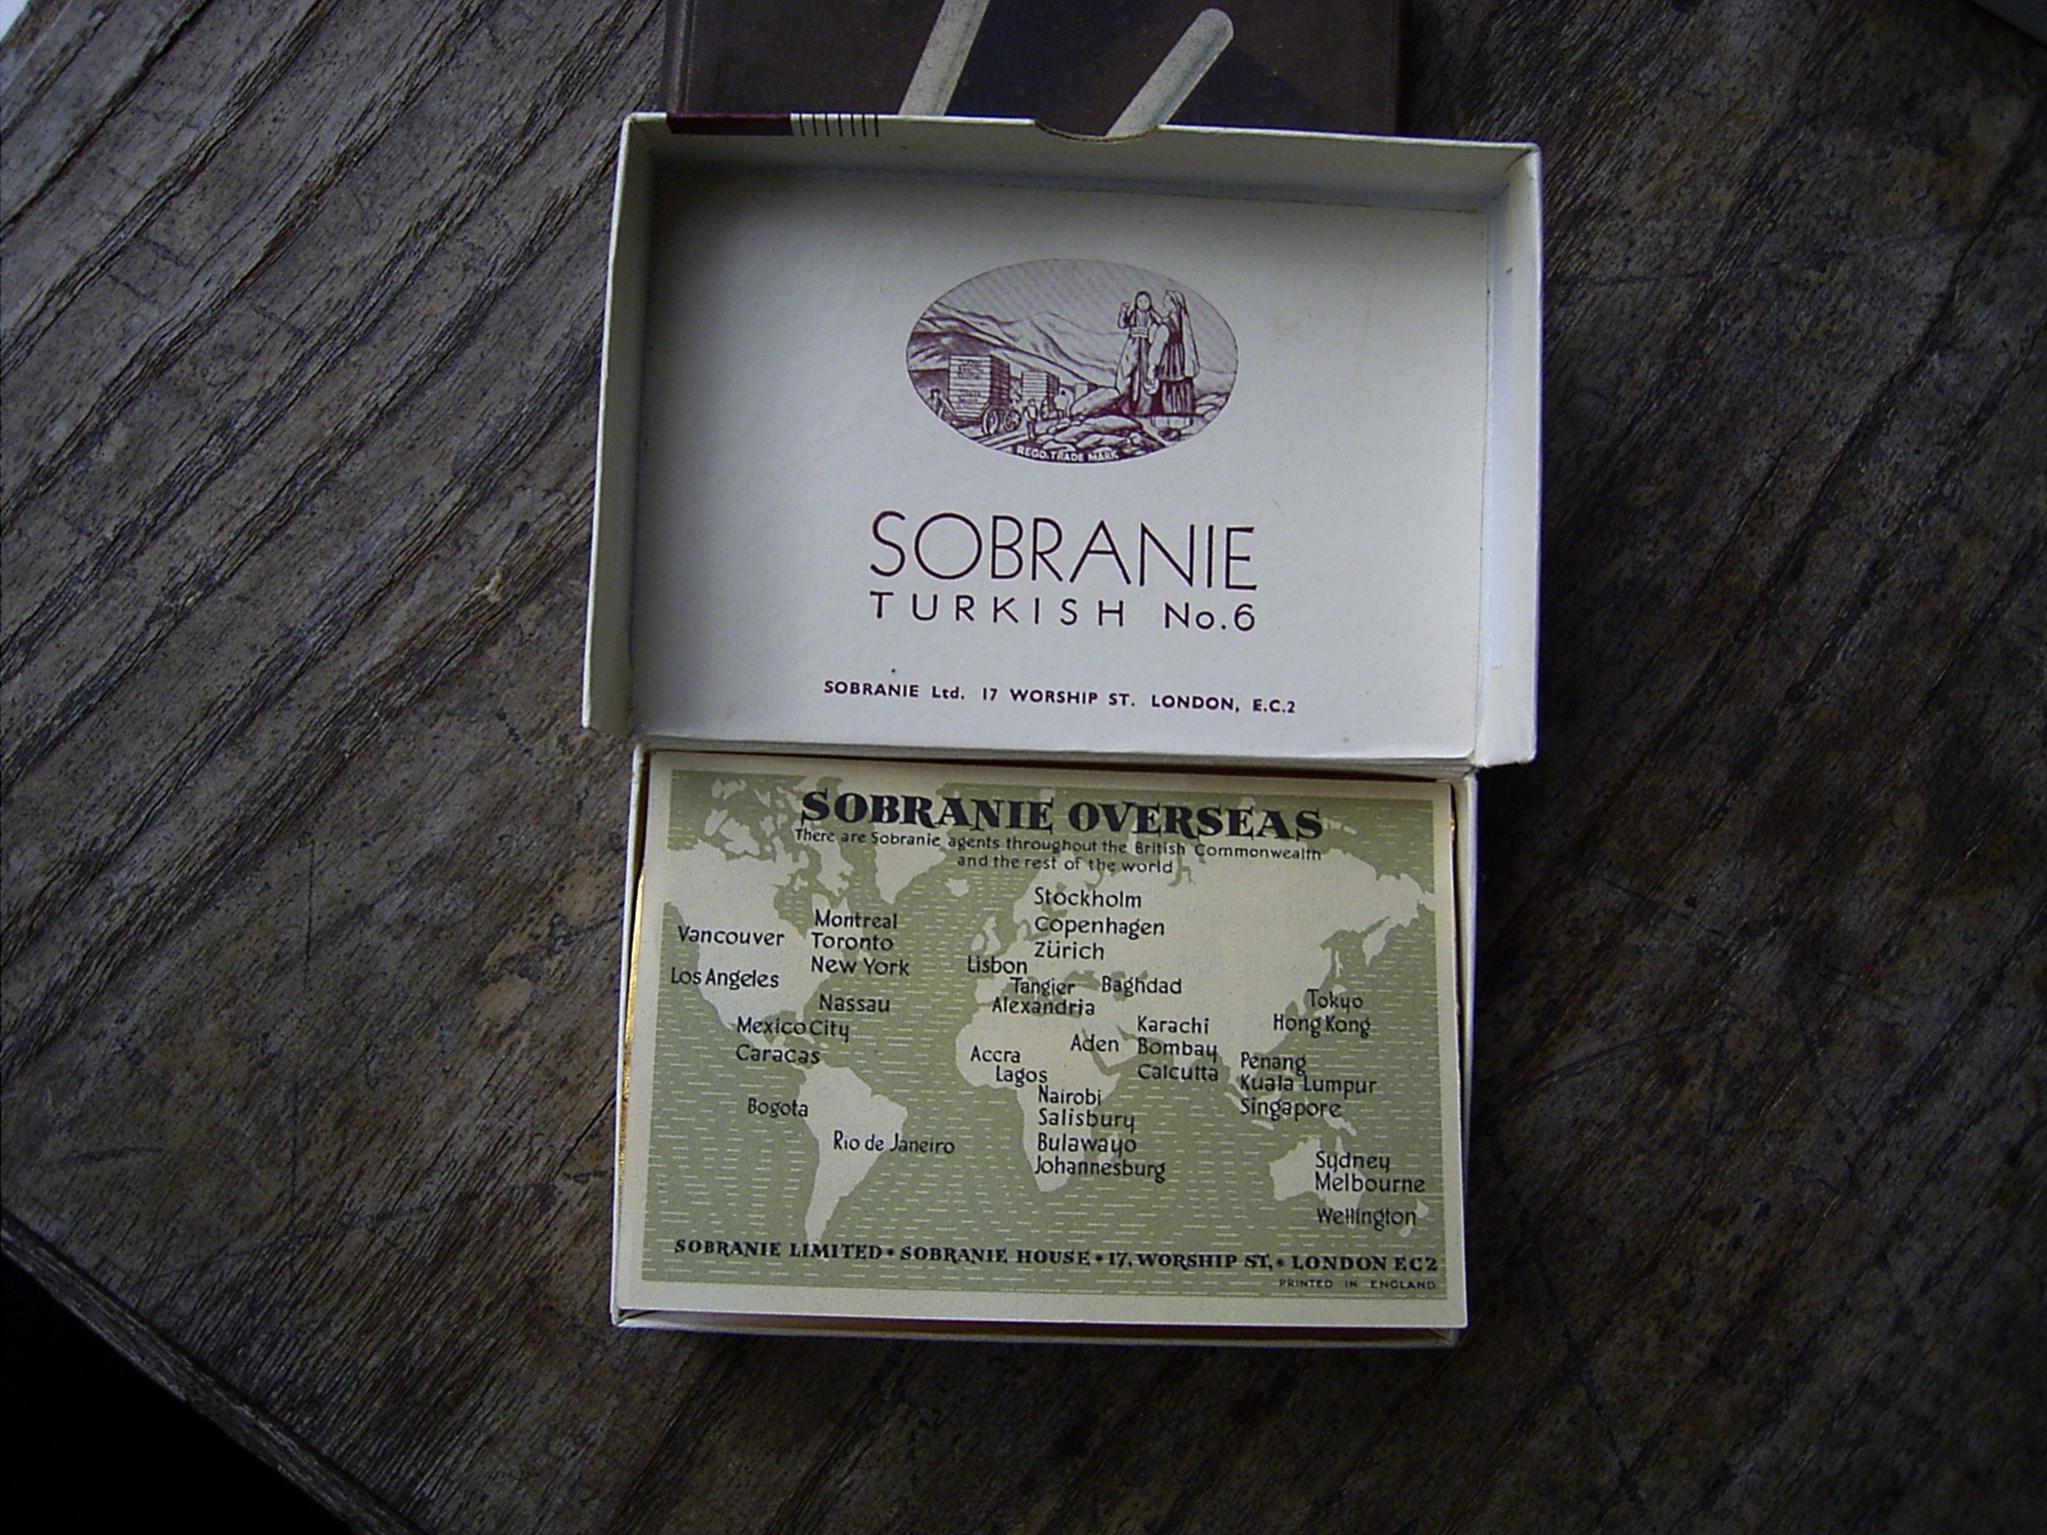 REGD. TRADE MARK
SOBRANIE
TURKISH No.6
SOBRANIE Ltd. 17 WORSHIP ST. LONDON, E.C.2
SOBRANIE OVERSEAS
There are Sobranie agents throughout the British Commonwealth
and the rest of the world
Stockholm
Copenhagen
Zürich
Lisbon
Tangier
Baghdad
Alexandria
Montreal
Toronto
New York
Vancouver
Los Angeles
Nassau
Mexico City
Caracas
Bogota
Rio de Janeiro
Accra
Lagos
Aden
Nairobi
Salisbury
Bulawayo
Johannesburg
Karachi
Bombay
Calcutta
Tokyo
Hong Kong
Penang
Kuala Lumpur
Singapore
Sydney
Melbourne
Wellington
SOBRANIE LIMITED • SOBRANIE HOUSE • 17, WORSHIP ST, • LONDON EC2
PRINTED IN ENGLAND